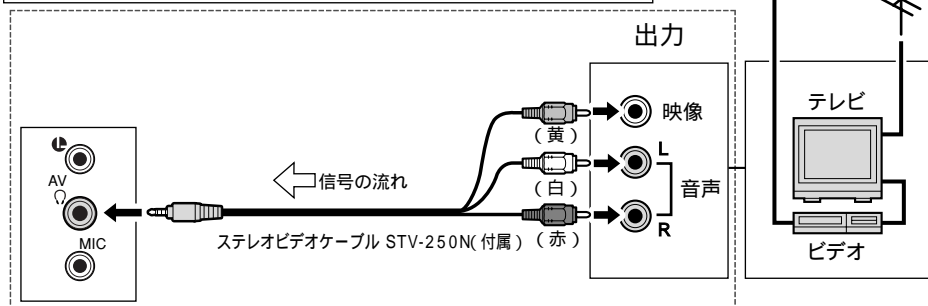 出力
映像
(黄)
L
(白)
音声
R
(赤)
信号の流れ
ステレオビデオケーブル STV-250N(付属)
AV
MIC
テレビ
ビデオ